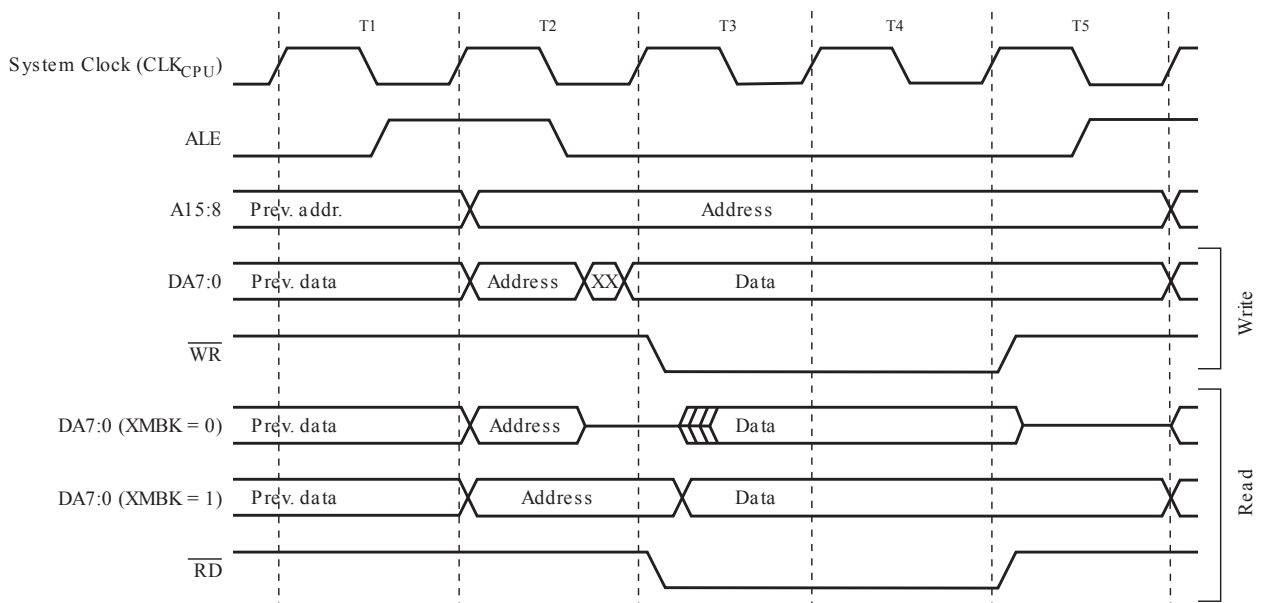 T1 T2 T3 T4 T5
System Clock (CLKCPU)
ALE
A15:8 Prev. addr. Address
DA7:0 Prev. data Address XX Data
WR
Write
DA7:0 (XMBK = 0) Prev. data Address Data
DA7:0 (XMBK = 1) Prev. data Address Data
RD
Read